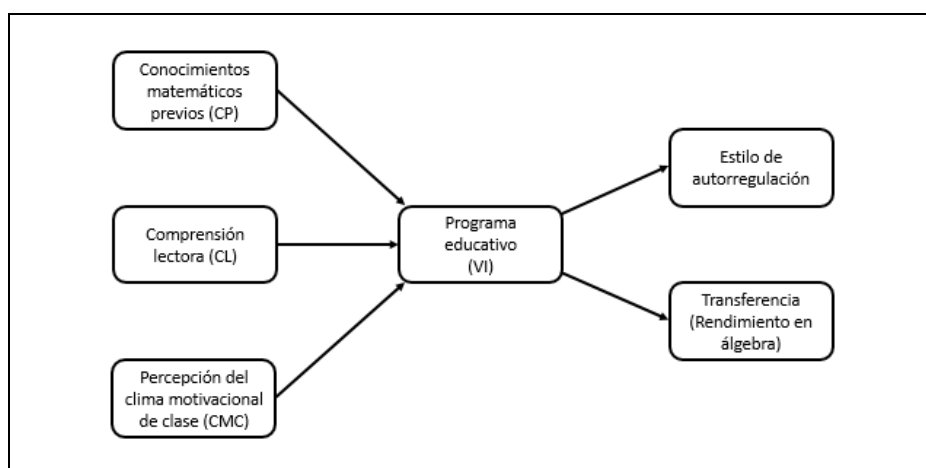 Conocimientos
matemáticos
previos (CP)
Comprensión
lectora (CL)
Percepción del
clima motivacional
de clase (CMC)
Programa
educativo
(VI)
Estilo de
autorregulación
Transferencia
(Rendimiento en
álgebra)